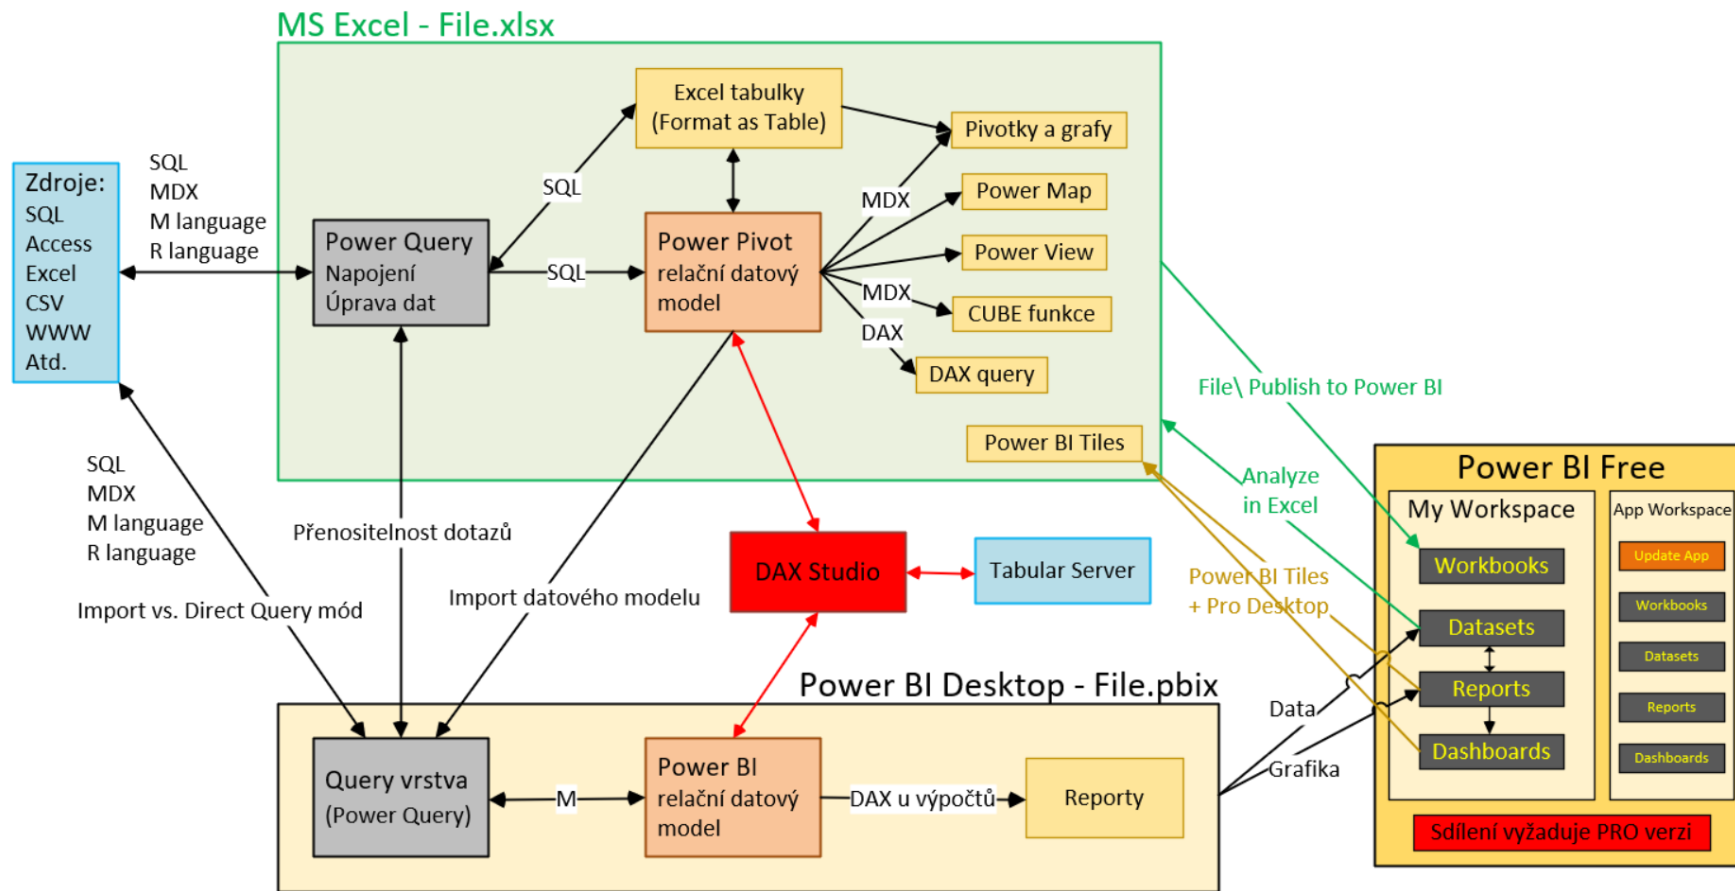 MS Excel - File.xlsx
Zdroje:
SQL
Access
Excel
CSV
WWW
Atd.
SQL
MDX
M language
R language
Power Query
Napojení
Úprava dat
SQL
SQL
Excel tabulky
(Format as Table)
Power Pivot
relační datový
model
MDX
MDX
DAX
Pivotky a grafy
Power Map
Power View
CUBE funkce
DAX query
Power BI Tiles
File\ Publish to Power BI
Analyze
in Excel
Power BI Tiles
+ Pro Desktop
SQL
MDX
M language
R language
Import vs. Direct Query mód
Přenositelnost dotazů
Import datového modelu
DAX Studio
Tabular Server
Power BI Desktop - File.pbix
Query vrstva
(Power Query)
M
Power BI
relační datový
model
DAX u výpočtů
Reporty
Data
Grafika
Power BI Free
My Workspace
Workbooks
Datasets
Reports
Dashboards
App Workspace
Update App
Workbooks
Datasets
Reports
Dashboards
Sdílení vyžaduje PRO verzi